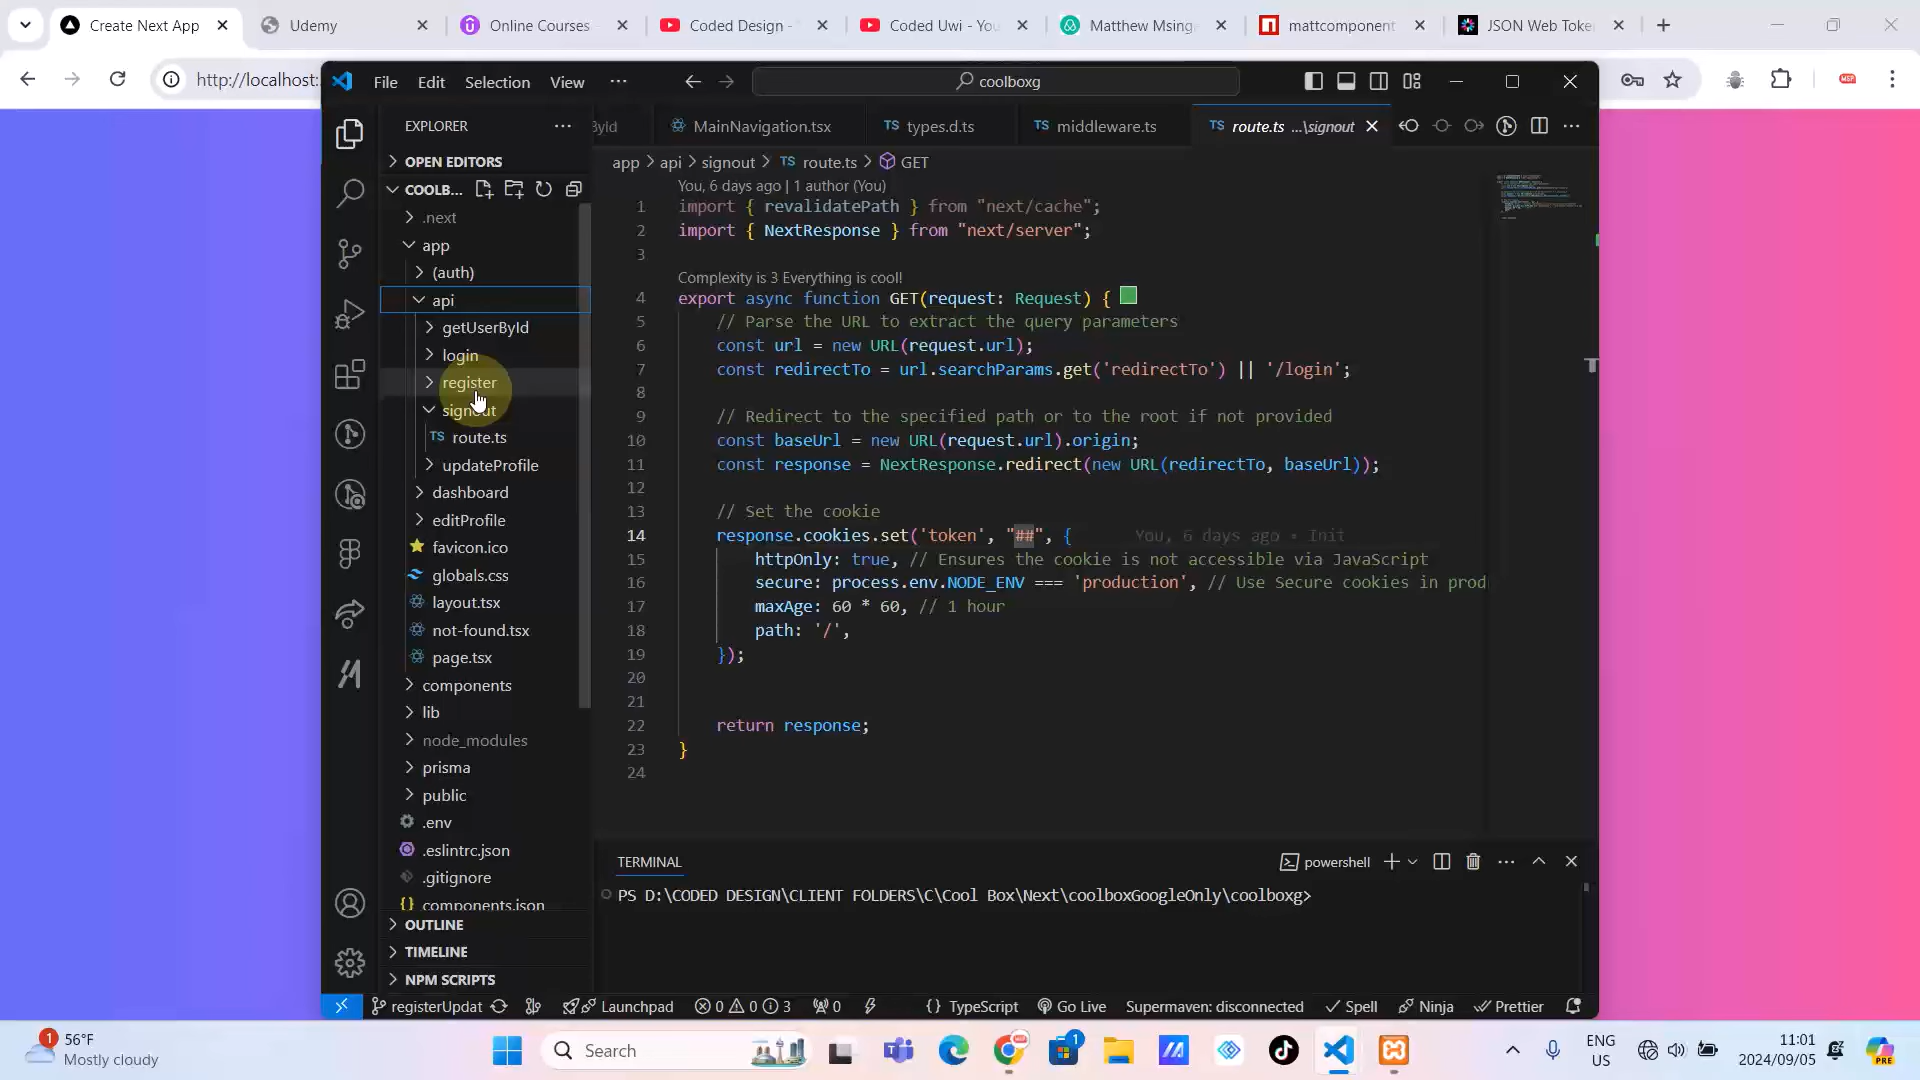 Create Next App
Udemy
Online Courses
Coded Design -
Coded Uwi - You
Matthew Msing
mattcomponent
JSON Web Toke
http://localhost:
File Edit Selection View
coolboxg
EXPLORER
ById
MainNavigation.tsx
TS types.d.ts
TS middleware.ts
TS route.ts ...\signout
OPEN EDITORS
app > api > signout > TS route.ts > GET
COOLB...
You, 6 days ago | 1 author (You)
.next
1 import { revalidatePath } from "next/cache";
app
2 import { NextResponse } from "next/server";
(auth)
3
api
Complexity is 3 Everything is cool!
getUserById
4 export async function GET(request: Request) {
login
5 // Parse the URL to extract the query parameters
register
6 const url = new URL(request.url);
signout
7 const redirectTo = url.searchParams.get('redirectTo') || '/login';
TS route.ts
8
updateProfile
9 // Redirect to the specified path or to the root if not provided
dashboard
10 const baseUrl = new URL(request.url).origin;
editProfile
11 const response = NextResponse.redirect(new URL(redirectTo, baseUrl));
favicon.ico
12
globals.css
13 // Set the cookie
layout.tsx
14 response.cookies.set('token', "##", { You, 6 days ago • Init
not-found.tsx
15 httpOnly: true, // Ensures the cookie is not accessible via JavaScript
page.tsx
16 secure: process.env.NODE_ENV === 'production', // Use Secure cookies in prod
components
17 maxAge: 60 * 60, // 1 hour
lib
18 path: '/',
node_modules
19 });
prisma
20
public
21
.env
22 return response;
.eslintrc.json
23 }
.gitignore
24
components.json
OUTLINE
TIMELINE
NPM SCRIPTS
TERMINAL
powershell
PS D:\CODED DESIGN\CLIENT FOLDERS\C\Cool Box\Next\coolboxGoogleOnly\coolboxg>
registerUpdat Launchpad 0 0 3 0 {} TypeScript Go Live Supermaven: disconnected Spell Ninja Prettier
1
56°F
Mostly cloudy
Search
1
ENG
US
11:01
2024/09/05
PRE